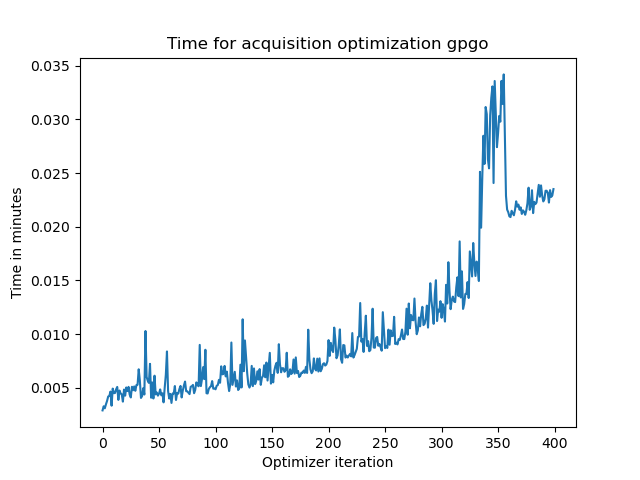 Time for acquisition optimization gpgo
0.035
0.030
0.025
0.020
0.015
0.010
0.005
Time in minutes
0 50 100 150 200 250 300 350 400
Optimizer iteration